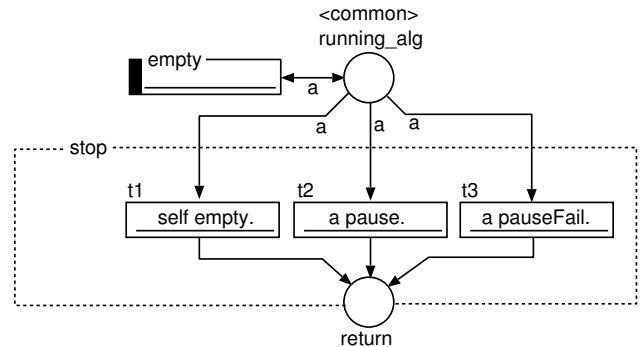 <common>
running_alg
empty
a
a
a
a
stop
t1
t2
t3
self empty.
a pause.
a pauseFail.
return